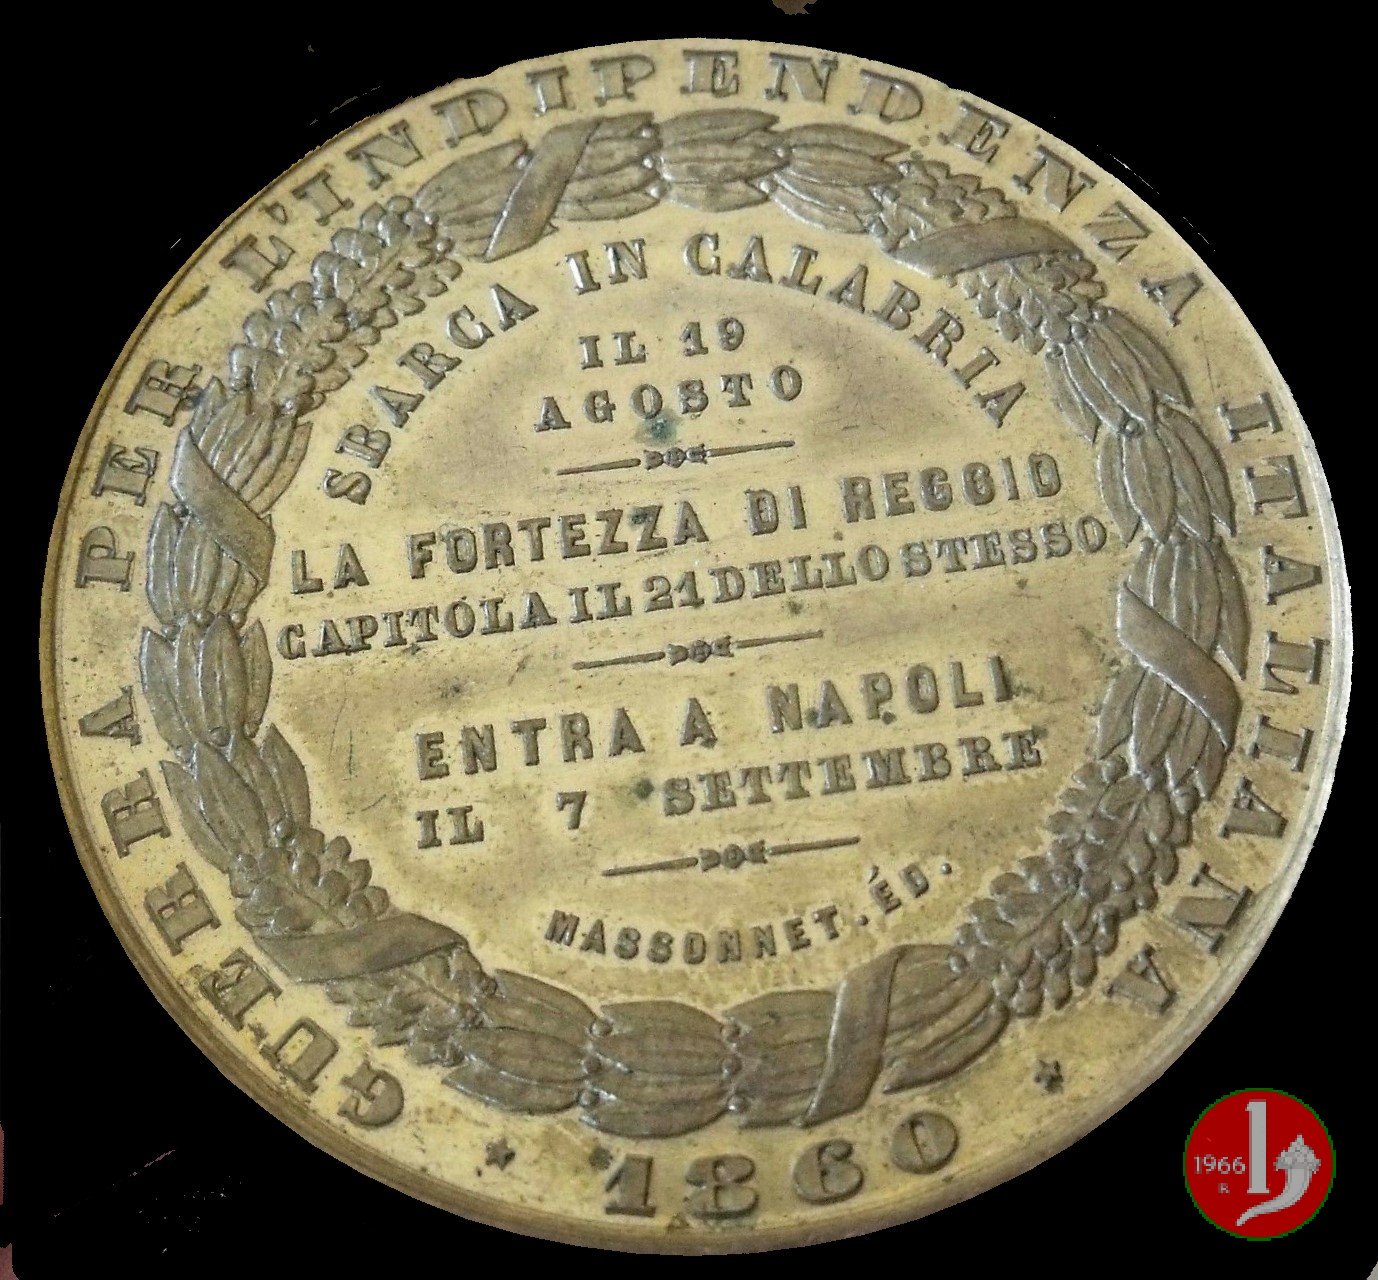 GUERRA PER L'INDIPENDENZA ITALIANA
SBARCA IN CALABRIA
IL 19
AGOSTO
LA FORTEZZA DI REGGIO
CAPITOLA IL 21 DELLO STESSO
ENTRA A NAPOLI
IL 7 SETTEMBRE
MASSONNET. ÉD.
* 1860 *
1966
R